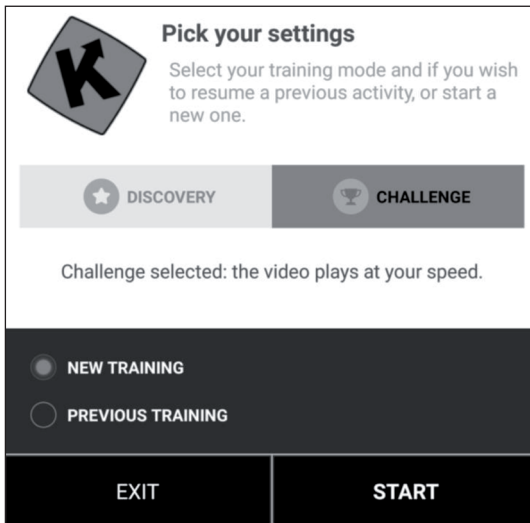 Pick your settings
Select your training mode and if you wish
to resume a previous activity, or start a
new one.
DISCOVERY
CHALLENGE
Challenge selected: the video plays at your speed.
NEW TRAINING
PREVIOUS TRAINING
EXIT
START